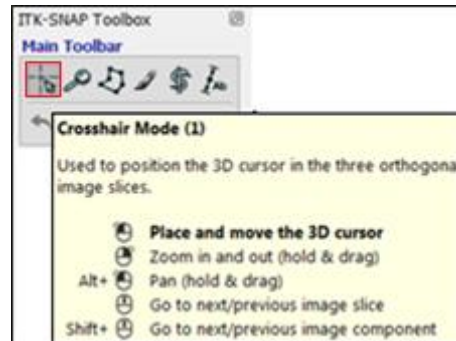 ITK-SNAP Toolbox
Main Toolbar
Crosshair Mode (1)
Used to position the 3D cursor in the three orthogona
image slices.
Place and move the 3D cursor
Zoom in and out (hold & drag)
Alt+ Pan (hold & drag)
Go to next/previous image slice
Shift+ Go to next/previous image component